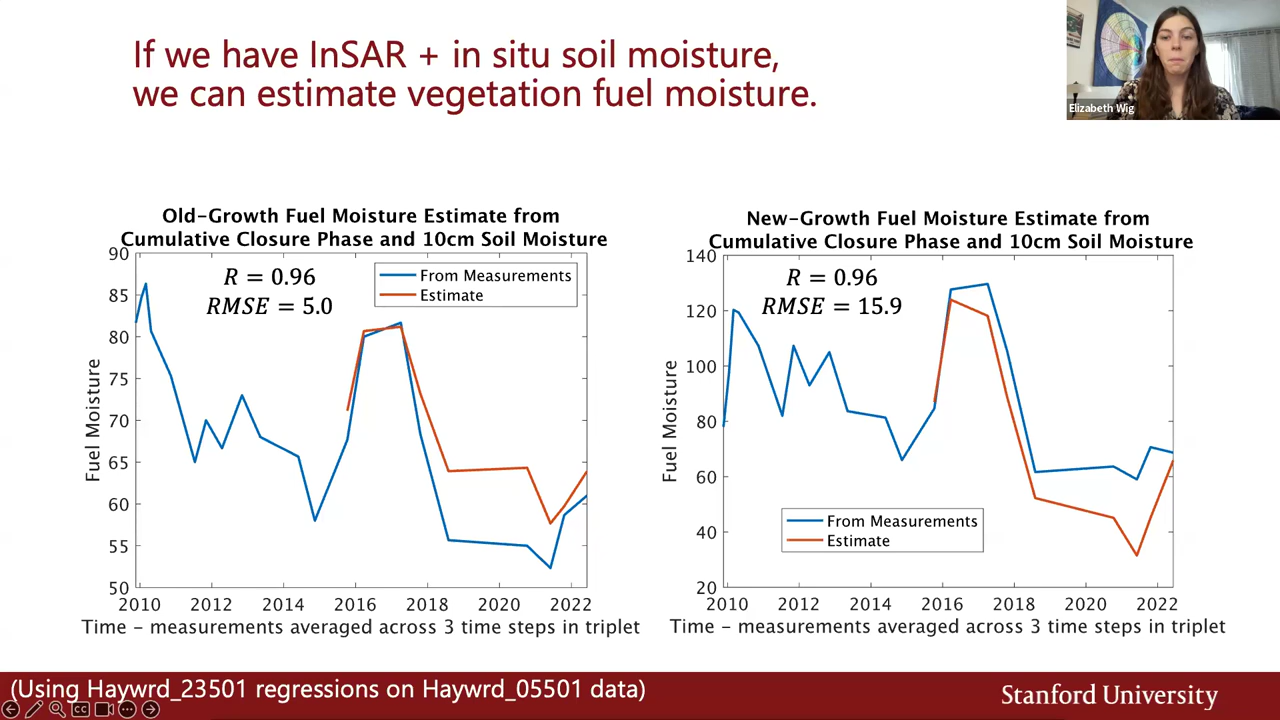 If we have InSAR + in situ soil moisture,
we can estimate vegetation fuel moisture.
Elizabeth Wig
Old-Growth Fuel Moisture Estimate from
Cumulative Closure Phase and 10cm Soil Moisture
R = 0.96
RMSE = 5.0
From Measurements
Estimate
90
85
80
75
70
65
60
55
50
Fuel Moisture
2010 2012 2014 2016 2018 2020 2022
Time - measurements averaged across 3 time steps in triplet
New-Growth Fuel Moisture Estimate from
Cumulative Closure Phase and 10cm Soil Moisture
R = 0.96
RMSE = 15.9
140
120
100
80
60
40
20
Fuel Moisture
From Measurements
Estimate
2010 2012 2014 2016 2018 2020 2022
Time - measurements averaged across 3 time steps in triplet
(Using Haywrd_23501 regressions on Haywrd_05501 data)
Stanford University
CC